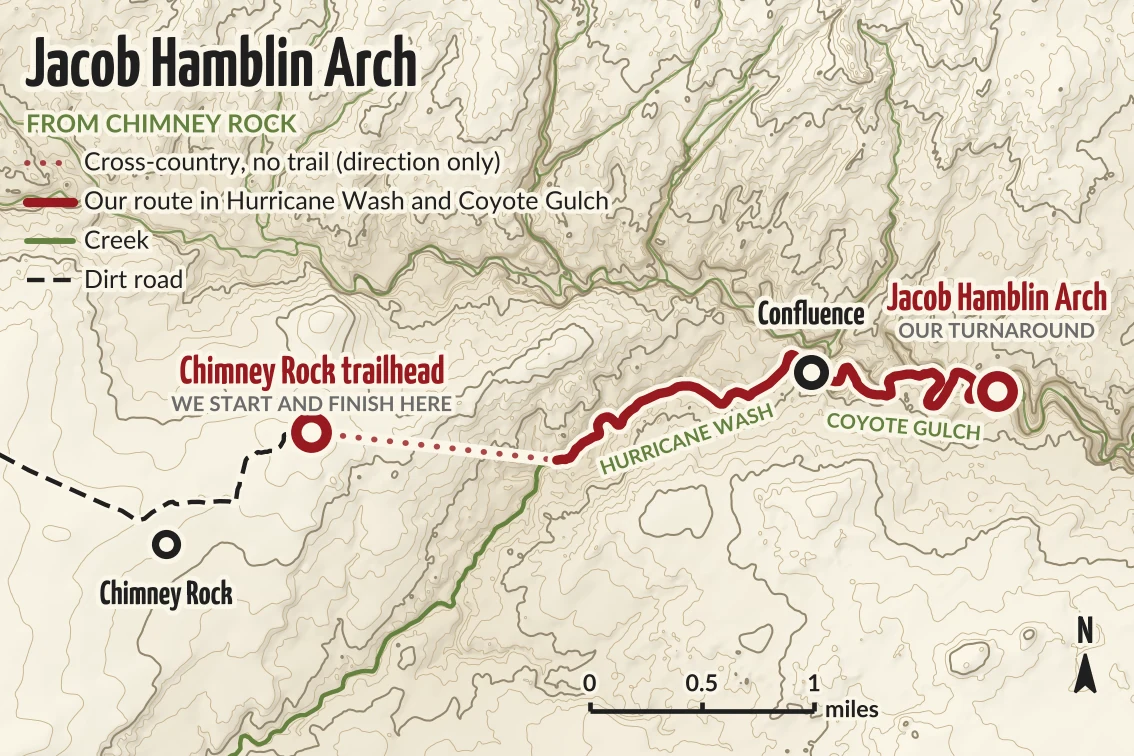 Jacob Hamblin Arch
FROM CHIMNEY ROCK
Cross-country, no trail (direction only)
Our route in Hurricane Wash and Coyote Gulch
Creek
Dirt road
Confluence
Jacob Hamblin Arch
OUR TURNAROUND
Chimney Rock trailhead
WE START AND FINISH HERE
HURRICANE WASH
COYOTE GULCH
Chimney Rock
N
0 0.5 1
miles